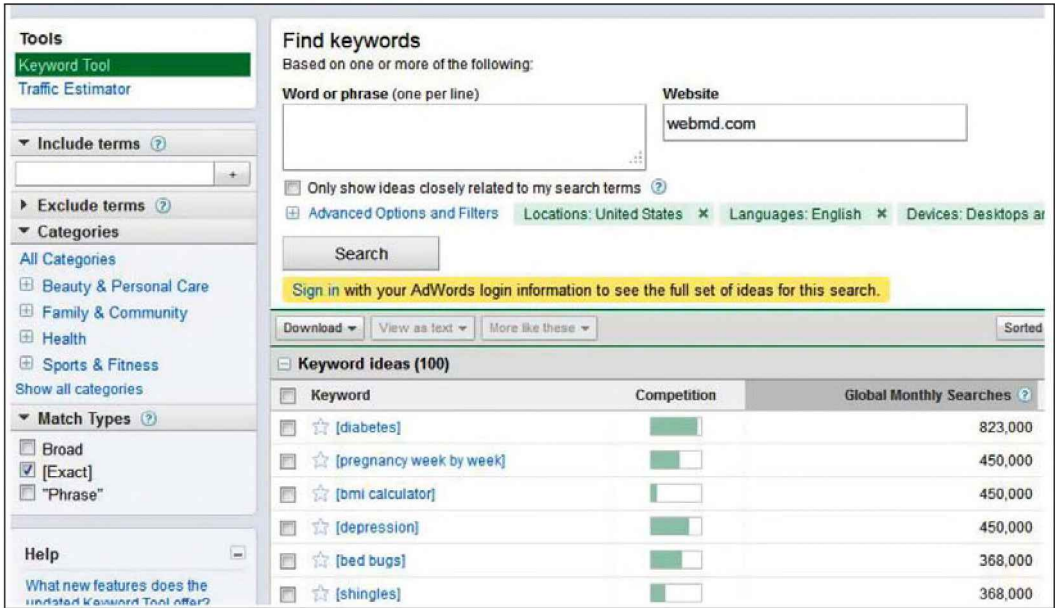 Tools
Keyword Tool
Traffic Estimator
Include terms
+
Exclude terms
Categories
All Categories
Beauty & Personal Care
Family & Community
Health
Sports & Fitness
Show all categories
Match Types
Broad
[Exact]
"Phrase"
Help
What new features does the
updated Keyword Tool offer?
Find keywords
Based on one or more of the following:
Word or phrase (one per line)
Website
webmd.com
Only show ideas closely related to my search terms
Advanced Options and Filters Locations: United States × Languages: English × Devices: Desktops
Search
Sign in with your AdWords login information to see the full set of ideas for this search.
Download View as text More like these Sorted
Keyword ideas (100)
Keyword Competition Global Monthly Searches
[diabetes] 823,000
[pregnancy week by week] 450,000
[bmi calculator] 450,000
[depression] 450,000
[bed bugs] 368,000
[shingles] 368,000